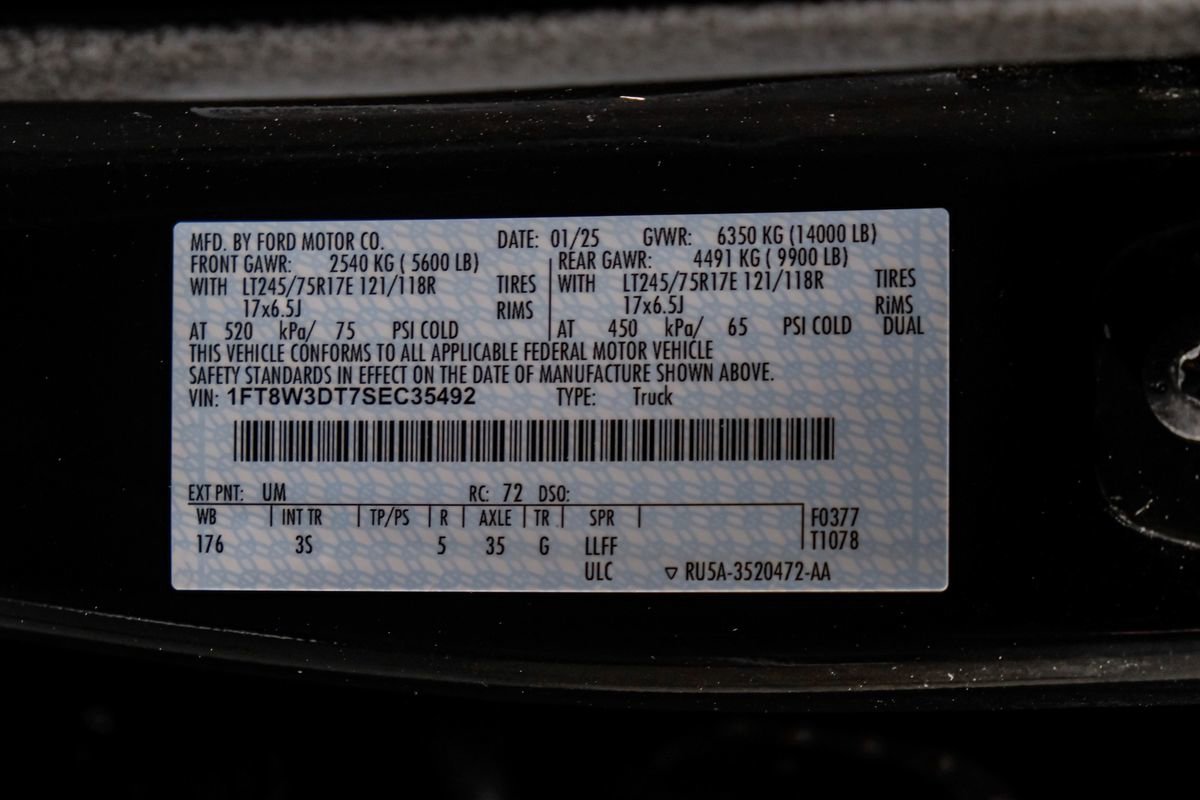 MFD. BY FORD MOTOR CO. DATE: 01/25 GVWR: 6350 KG (14000 LB)
FRONT GAWR: 2540 KG ( 5600 LB) REAR GAWR: 4491 KG ( 9900 LB)
WITH LT245/75R17E 121/118R TIRES WITH LT245/75R17E 121/118R TIRES
17x6.5J RIMS 17x6.5J RiMS
AT 520 kPa/ 75 PSI COLD AT 450 kPa/ 65 PSI COLD DUAL
THIS VEHICLE CONFORMS TO ALL APPLICABLE FEDERAL MOTOR VEHICLE
SAFETY STANDARDS IN EFFECT ON THE DATE OF MANUFACTURE SHOWN ABOVE.
VIN: 1FT8W3DT7SEC35492 TYPE: Truck
EXT PNT: UM RC: 72 DSO:
WB INT TR TP/PS R AXLE TR SPR F0377
176 3S 5 35 G LLFF T1078
ULC ▽ RU5A-3520472-AA